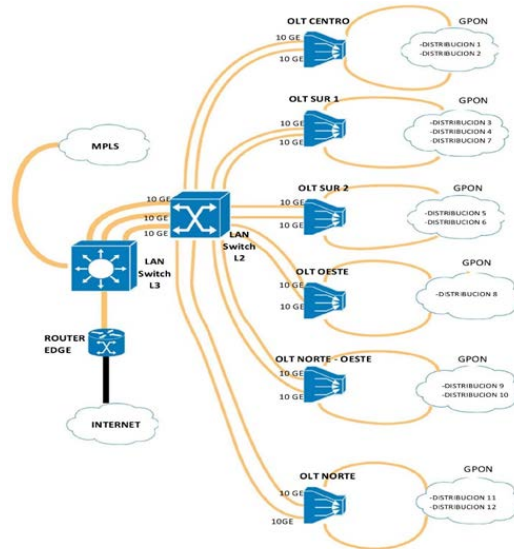 OLT CENTRO
GPON
10 GE
10 GE
-DISTRIBUCION 1
-DISTRIBUCION 2
OLT SUR 1
GPON
10 GE
10 GE
-DISTRIBUCION 3
-DISTRIBUCION 4
-DISTRIBUCION 7
MPLS
OLT SUR 2
GPON
10 GE
10 GE
-DISTRIBUCION 5
-DISTRIBUCION 6
10 GE
10 GE
10 GE
LAN
Switch
L2
LAN
Switch
L3
OLT OESTE
GPON
10 GE
10 GE
-DISTRIBUCION 8
ROUTER
EDGE
INTERNET
OLT NORTE - OESTE
GPON
10 GE
10 GE
-DISTRIBUCION 9
-DISTRIBUCION 10
OLT NORTE
GPON
10 GE
10GE
-DISTRIBUCION 11
-DISTRIBUCION 12